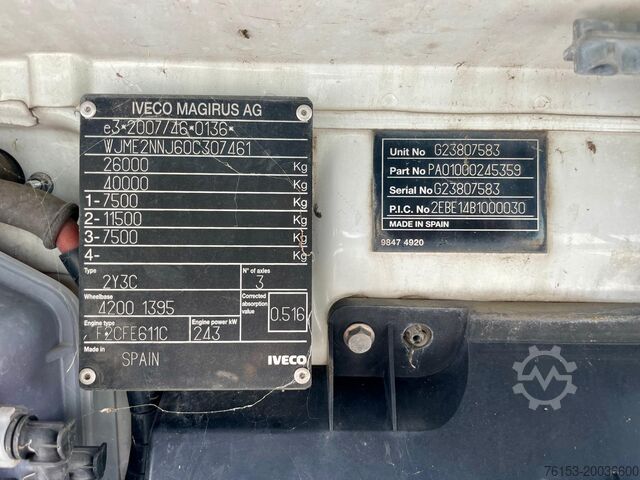 IVECO MAGIRUS AG
e3*2007/46*0136*
WJME2NNJ60C307461
26000 Kg
40000 Kg
1-7500 Kg
2-11500 Kg
3-7500 Kg
4- Kg
Type 2Y3C N° of axles 3
Wheelbase 4200 1395 Corrected absorption value 0.516
Engine type F2CFE611C Engine power kW 243
Made in SPAIN IVECO
Unit No G23807583
Part No PA01000245359
Serial No G23807583
P.I.C. No 2EBE14B1000030
MADE IN SPAIN
9847 4920
76153-20036600